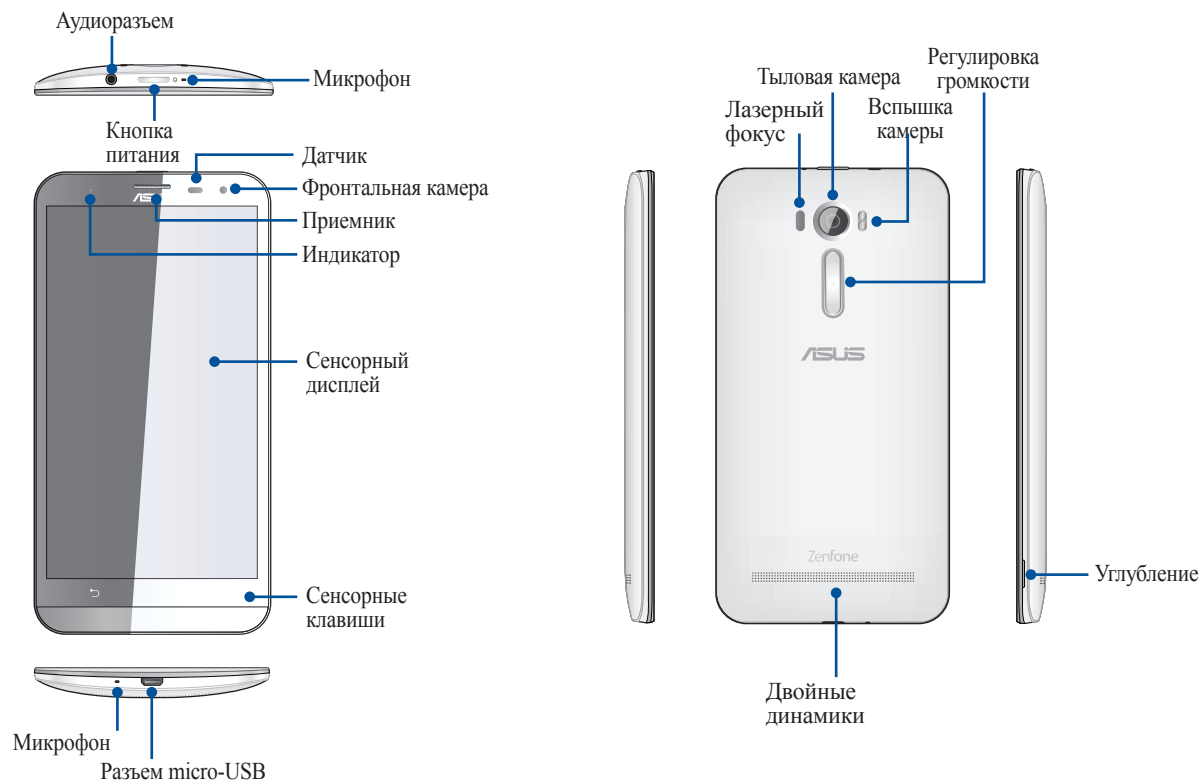 Аудиоразъем
Микрофон
Кнопка
питания
Датчик
Фронтальная камера
Приемник
Индикатор
Сенсорный
дисплей
Сенсорные
клавиши
Микрофон
Разъем micro-USB
Регулировка
громкости
Тыловая камера
Лазерный
фокус
Вспышка
камеры
ASUS
Zenfone
Углубление
Двойные
динамики